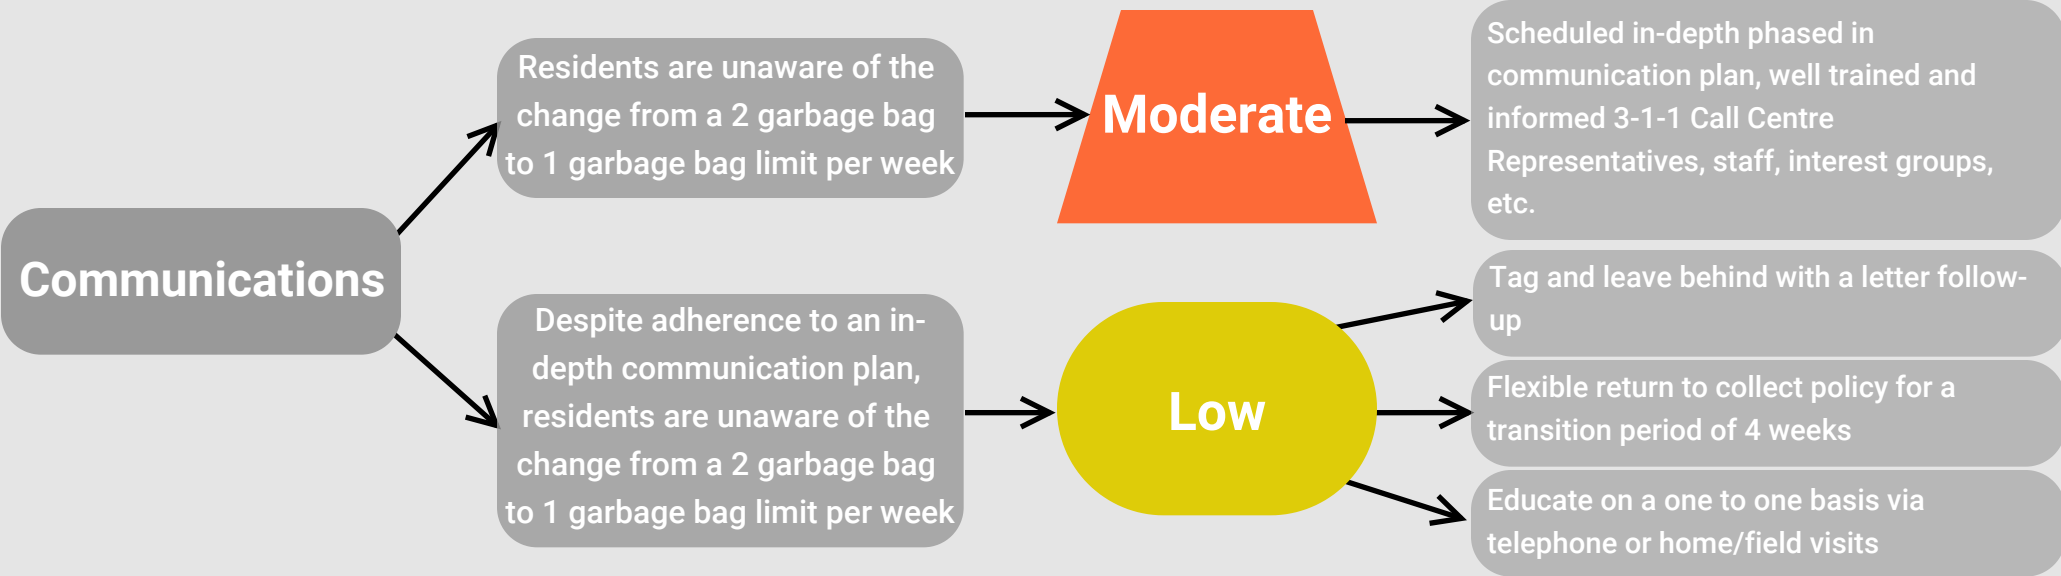 Communications
Residents are unaware of the
change from a 2 garbage bag
to 1 garbage bag limit per week
Moderate
Scheduled in-depth phased in
communication plan, well trained and
informed 3-1-1 Call Centre
Representatives, staff, interest groups,
etc.
Despite adherence to an in-
depth communication plan,
residents are unaware of the
change from a 2 garbage bag
to 1 garbage bag limit per week
Low
Tag and leave behind with a letter follow-
up
Flexible return to collect policy for a
transition period of 4 weeks
Educate on a one to one basis via
telephone or home/field visits